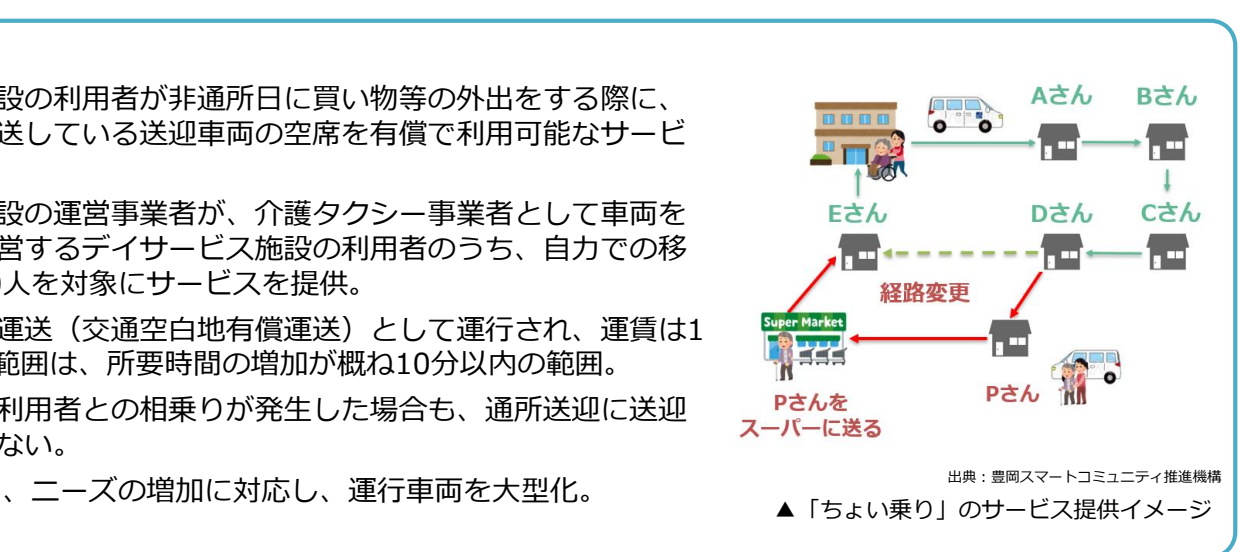 設の利用者が非通所日に買い物等の外出をする際に、
送している送迎車両の空席を有償で利用可能なサービ
設の運営事業者が、介護タクシー事業者として車両を
営するデイサービス施設の利用者のうち、自力での移
人を対象にサービスを提供。
運送（交通空白地有償運送）として運行され、運賃は1
範囲は、所要時間の増加が概ね10分以内の範囲。
利用者との相乗りが発生した場合も、通所送迎に送迎
ない。
、ニーズの増加に対応し、運行車両を大型化。
Aさん
Bさん
Eさん
Dさん
Cさん
経路変更
Super Market
Pさんを
スーパーに送る
Pさん
出典：豊岡スマートコミュニティ推進機構
▲「ちょい乗り」のサービス提供イメージ